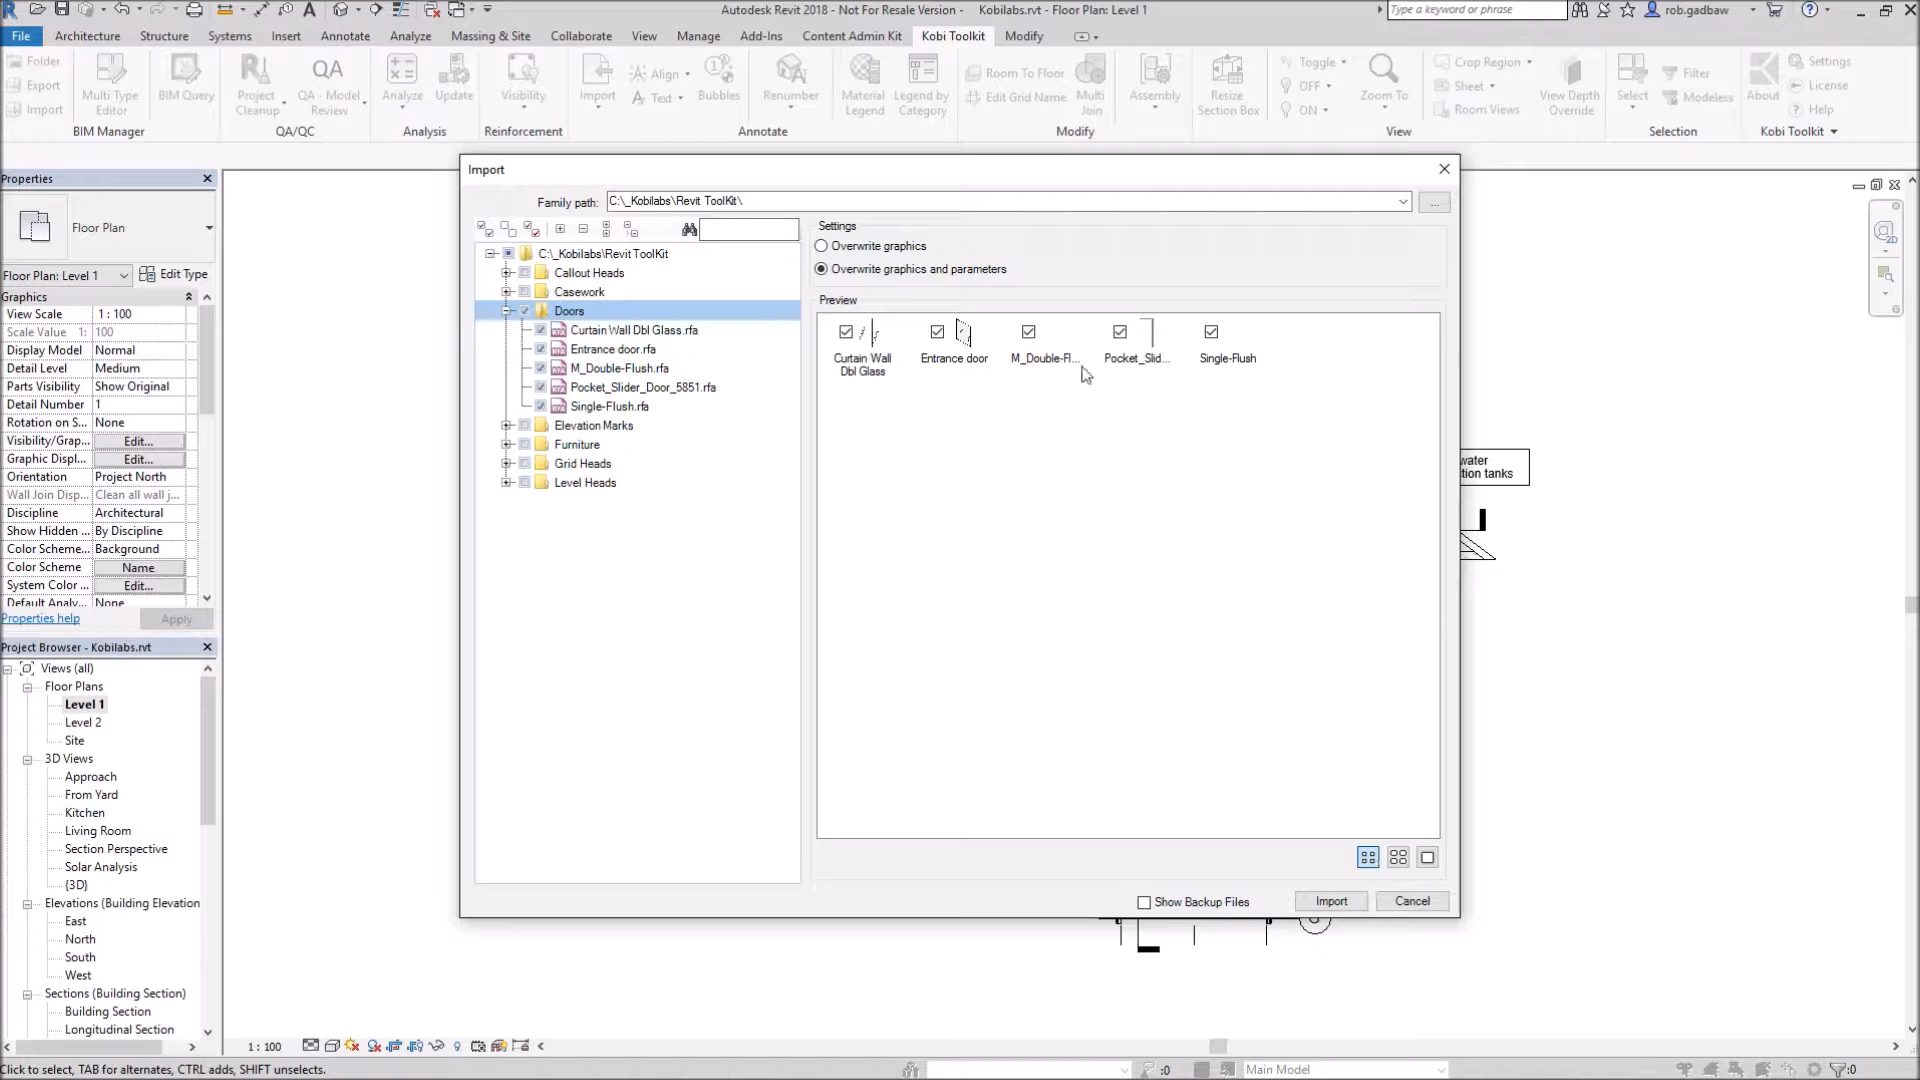 Autodesk Revit 2018 - Not For Resale Version - Kobilabs.rvt - Floor Plan: Level 1
Type a keyword or phrase
rob.gadbaw
File Architecture Structure Systems Insert Annotate Analyze Massing & Site Collaborate View Manage Add-Ins Content Admin Kit Kobi Toolkit Modify
Folder
Export
Import
Multi Type Editor
BIM Query
Project Cleanup
QA - Model Review
Analyze
Update
Visibility
Import
Align
Text
Bubbles
Renumber
Material Legend
Legend by Category
Room To Floor
Edit Grid Name
Multi Join
Assembly
Resize Section Box
Toggle
OFF
ON
Zoom To
Crop Region
Sheet
Room Views
View Depth Override
Select
Filter
Modeless
About
Settings
License
Help
BIM Manager QA/QC Analysis Reinforcement Annotate Modify View Selection Kobi Toolkit
Properties
Floor Plan
Floor Plan: Level 1 Edit Type
Graphics
View Scale 1 : 100
Scale Value 1: 100
Display Model Normal
Detail Level Medium
Parts Visibility Show Original
Detail Number 1
Rotation on S... None
Visibility/Grap... Edit...
Graphic Displ... Edit...
Orientation Project North
Wall Join Disp... Clean all wall j...
Discipline Architectural
Show Hidden ... By Discipline
Color Scheme... Background
Color Scheme Name
System Color ... Edit...
Default Analy... None
Properties help Apply
Project Browser - Kobilabs.rvt
Views (all)
Floor Plans
Level 1
Level 2
Site
3D Views
Approach
From Yard
Kitchen
Living Room
Section Perspective
Solar Analysis
{3D}
Elevations (Building Elevation
East
North
South
West
Sections (Building Section)
Building Section
Longitudinal Section
Import
Family path: C:\_Kobilabs\Revit ToolKit\
...
C:\_Kobilabs\Revit ToolKit
Callout Heads
Casework
Doors
Curtain Wall Dbl Glass.rfa
Entrance door.rfa
M_Double-Flush.rfa
Pocket_Slider_Door_5851.rfa
Single-Flush.rfa
Elevation Marks
Furniture
Grid Heads
Level Heads
Settings
Overwrite graphics
Overwrite graphics and parameters
Preview
Curtain Wall Dbl Glass
Entrance door
M_Double-Fl...
Pocket_Slid...
Single-Flush
Show Backup Files Import Cancel
water
tion tanks
1 : 100
Click to select, TAB for alternates, CTRL adds, SHIFT unselects.
:0
Main Model
:0